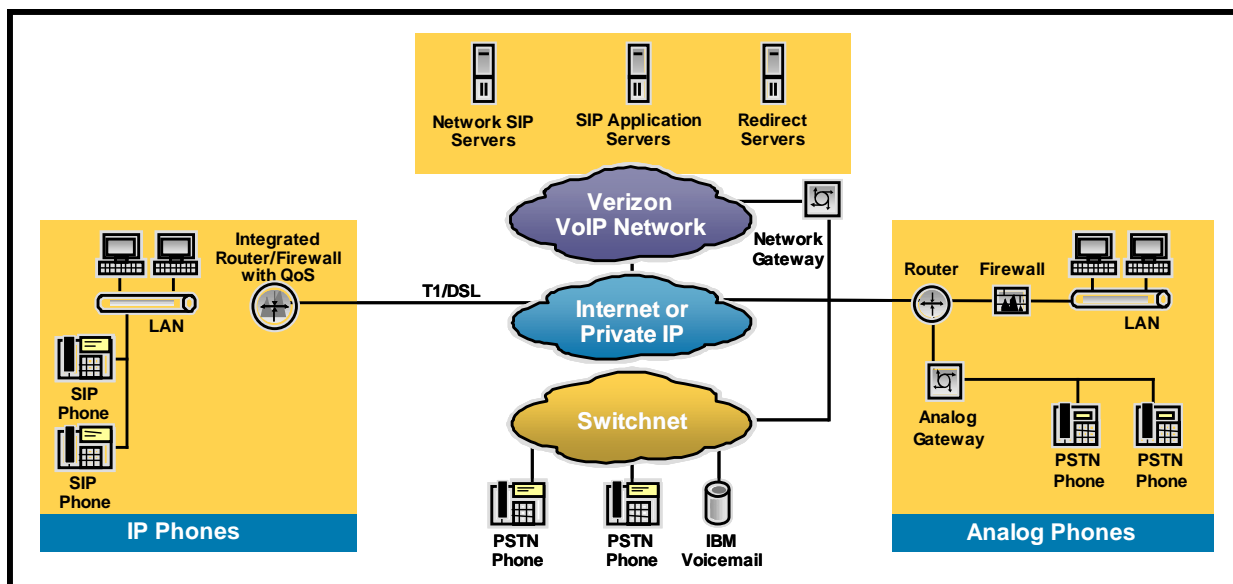 Network SIP
Servers
SIP Application
Servers
Redirect
Servers
Verizon
VoIP Network
Network
Gateway
Integrated
Router/Firewall
with QoS
LAN
SIP
Phone
SIP
Phone
IP Phones
T1/DSL
Internet or
Private IP
Switchnet
PSTN
Phone
PSTN
Phone
IBM
Voicemail
Router
Firewall
LAN
Analog
Gateway
PSTN
Phone
PSTN
Phone
Analog Phones